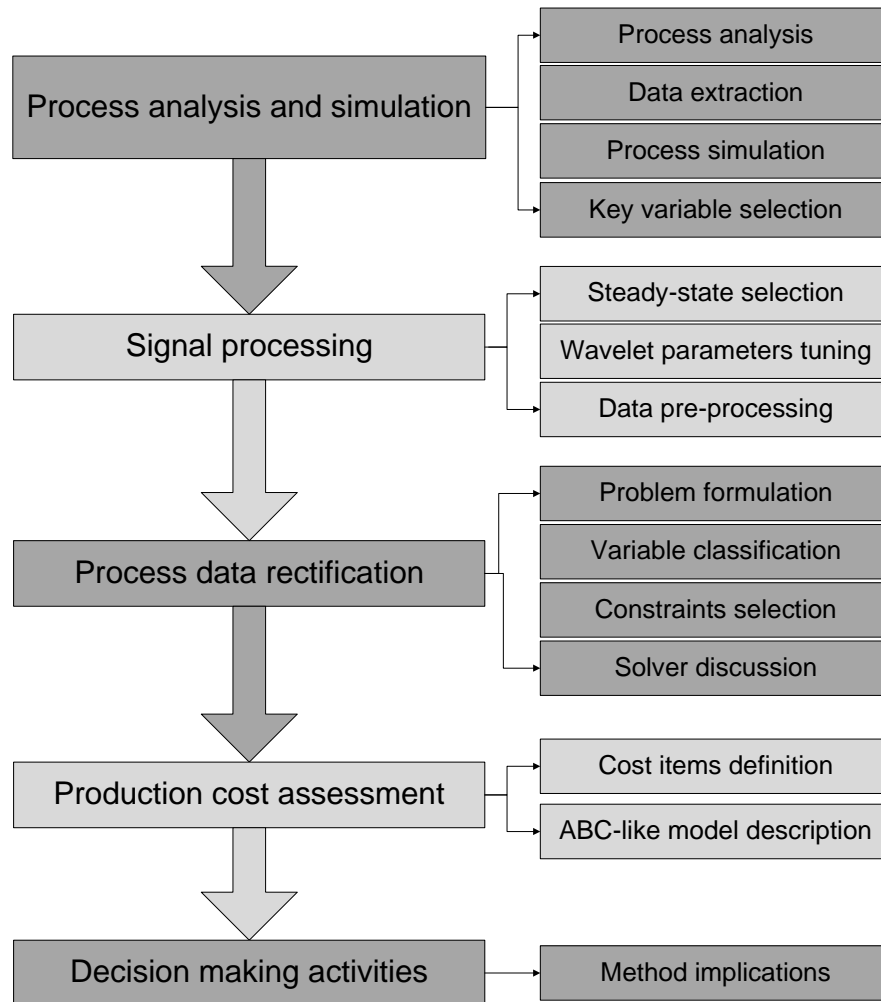 Process analysis and simulation
Process analysis
Data extraction
Process simulation
Key variable selection
Signal processing
Steady-state selection
Wavelet parameters tuning
Data pre-processing
Process data rectification
Problem formulation
Variable classification
Constraints selection
Solver discussion
Production cost assessment
Cost items definition
ABC-like model description
Decision making activities
Method implications